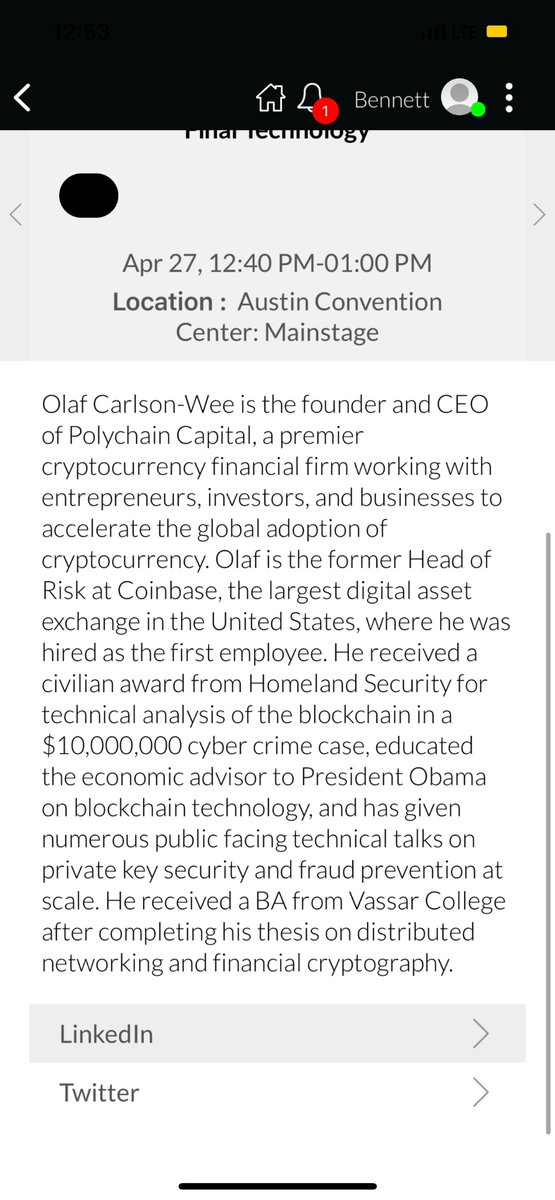 12:53 LTE
1 Bennett
Final Technology
Apr 27, 12:40 PM-01:00 PM
Location : Austin Convention
Center: Mainstage
Olaf Carlson-Wee is the founder and CEO
of Polychain Capital, a premier
cryptocurrency financial firm working with
entrepreneurs, investors, and businesses to
accelerate the global adoption of
cryptocurrency. Olaf is the former Head of
Risk at Coinbase, the largest digital asset
exchange in the United States, where he was
hired as the first employee. He received a
civilian award from Homeland Security for
technical analysis of the blockchain in a
$10,000,000 cyber crime case, educated
the economic advisor to President Obama
on blockchain technology, and has given
numerous public facing technical talks on
private key security and fraud prevention at
scale. He received a BA from Vassar College
after completing his thesis on distributed
networking and financial cryptography.
LinkedIn
Twitter